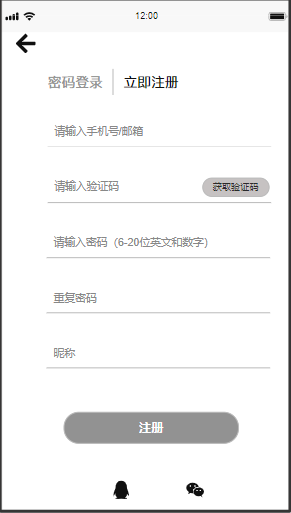 12:00
密码登录 立即注册
请输入手机号/邮箱
请输入验证码 获取验证码
请输入密码（6-20位英文和数字）
重复密码
昵称
注册